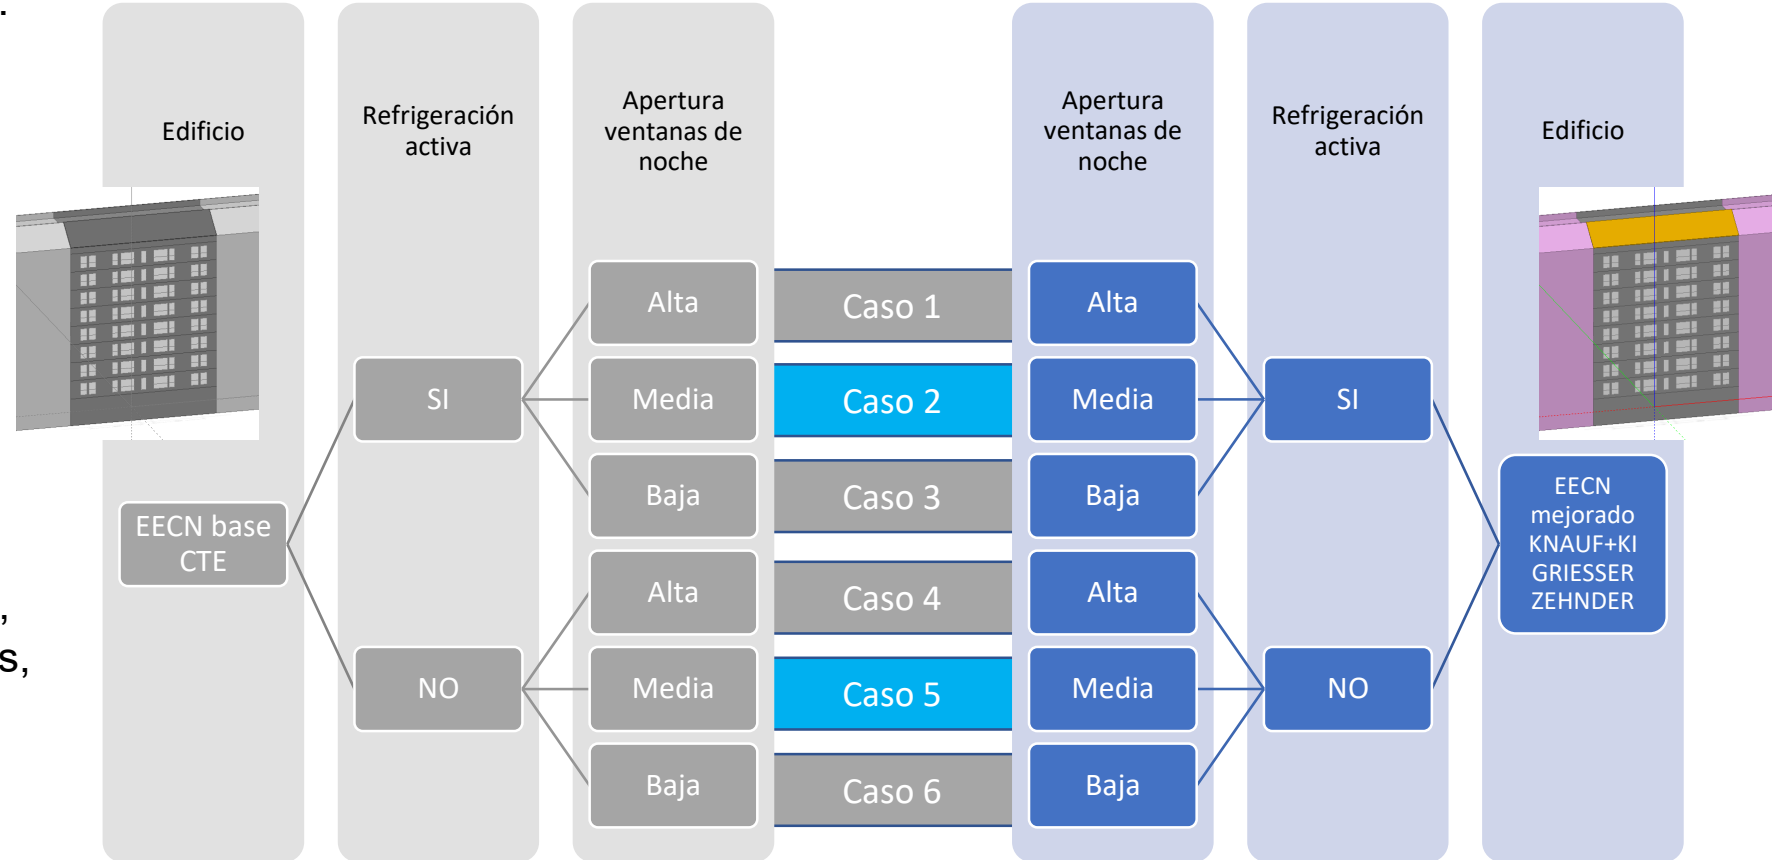 .
Edificio
Refrigeración
activa
Apertura
ventanas de
noche
Apertura
ventanas de
noche
Refrigeración
activa
Edificio
Alta
Caso 1
Alta
SI
Media
Caso 2
Media
SI
Baja
Caso 3
Baja
EECN base
CTE
EECN
mejorado
KNAUF+KI
GRIESSER
ZEHNDER
Alta
Caso 4
Alta
,
s,
NO
Media
Caso 5
Media
NO
Baja
Caso 6
Baja